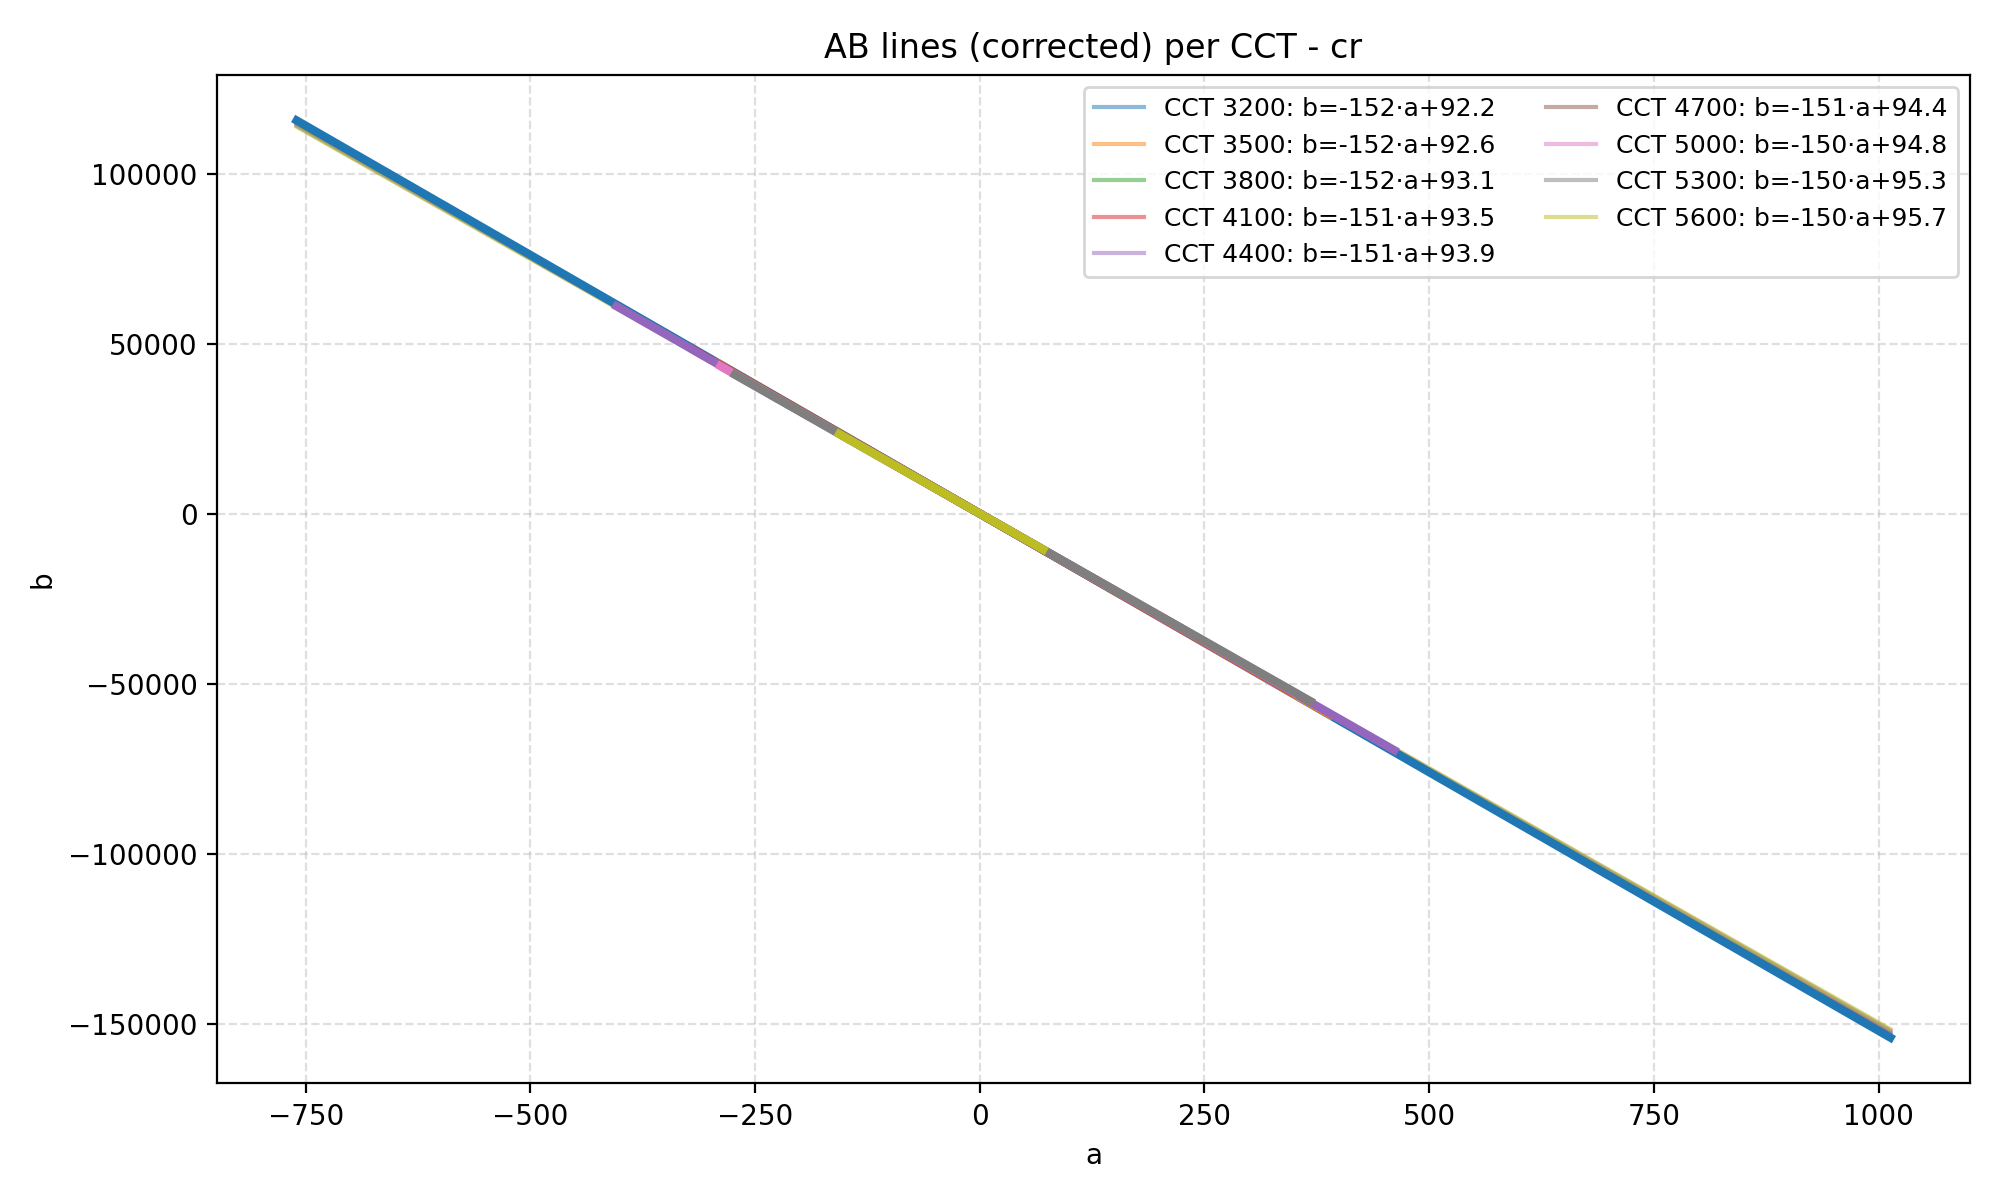 AB lines (corrected) per CCT - cr
CCT 3200: b=-152·a+92.2
CCT 3500: b=-152·a+92.6
CCT 3800: b=-152·a+93.1
CCT 4100: b=-151·a+93.5
CCT 4400: b=-151·a+93.9
CCT 4700: b=-151·a+94.4
CCT 5000: b=-150·a+94.8
CCT 5300: b=-150·a+95.3
CCT 5600: b=-150·a+95.7
100000
50000
0
−50000
−100000
−150000
b
−750 −500 −250 0 250 500 750 1000
a